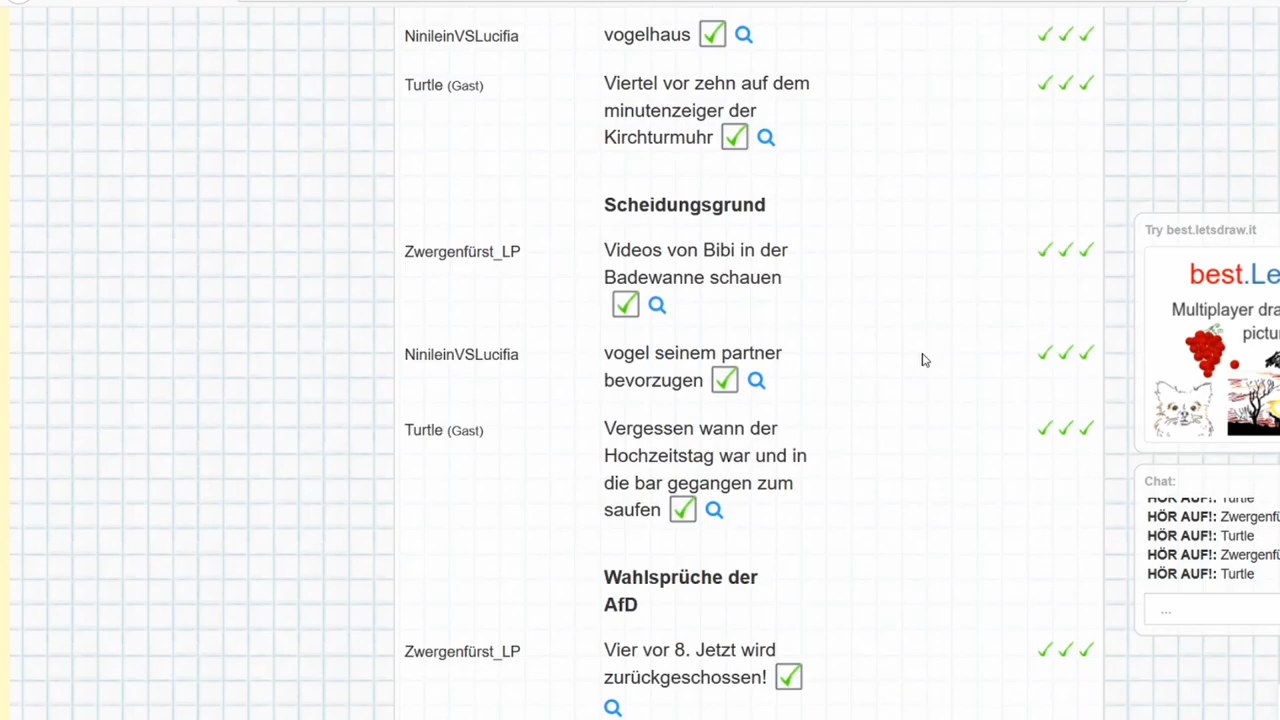 NinileinVSLucifia
vogelhaus
Turtle (Gast)
Viertel vor zehn auf dem
minutenzeiger der
Kirchturmuhr
Scheidungsgrund
Zwergenfürst_LP
Videos von Bibi in der
Badewanne schauen
NinileinVSLucifia
vogel seinem partner
bevorzugen
Turtle (Gast)
Vergessen wann der
Hochzeitstag war und in
die bar gegangen zum
saufen
Wahlsprüche der
AfD
Zwergenfürst_LP
Vier vor 8. Jetzt wird
zurückgeschossen!
Try best.letsdraw.it
best.Le
Multiplayer dra
pictu
Chat:
HÖR AUF!: Turtle
HÖR AUF!: Zwergenfü
HÖR AUF!: Turtle
HÖR AUF!: Zwergenfü
HÖR AUF!: Turtle
...